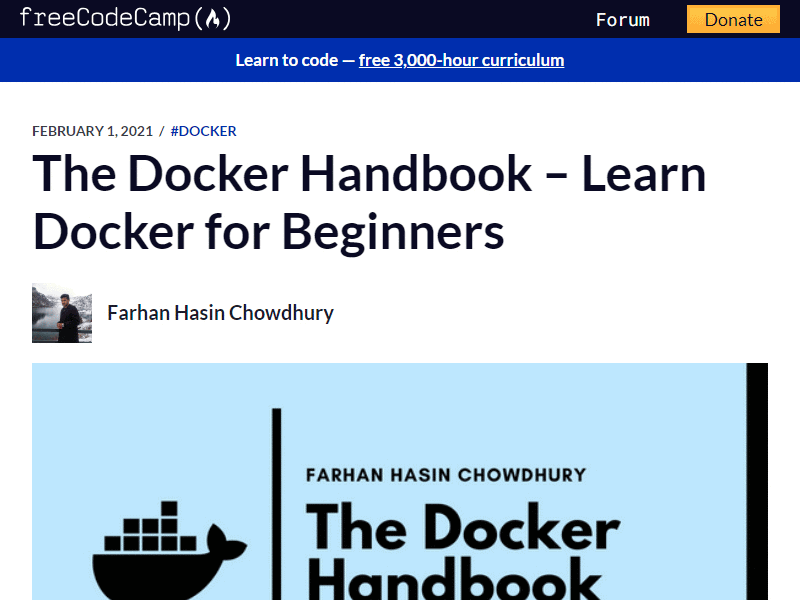 freeCodeCamp(🔥)
Forum
Donate
Learn to code — free 3,000-hour curriculum
FEBRUARY 1, 2021 / #DOCKER
The Docker Handbook – Learn
Docker for Beginners
Farhan Hasin Chowdhury
FARHAN HASIN CHOWDHURY
The Docker
Handbook